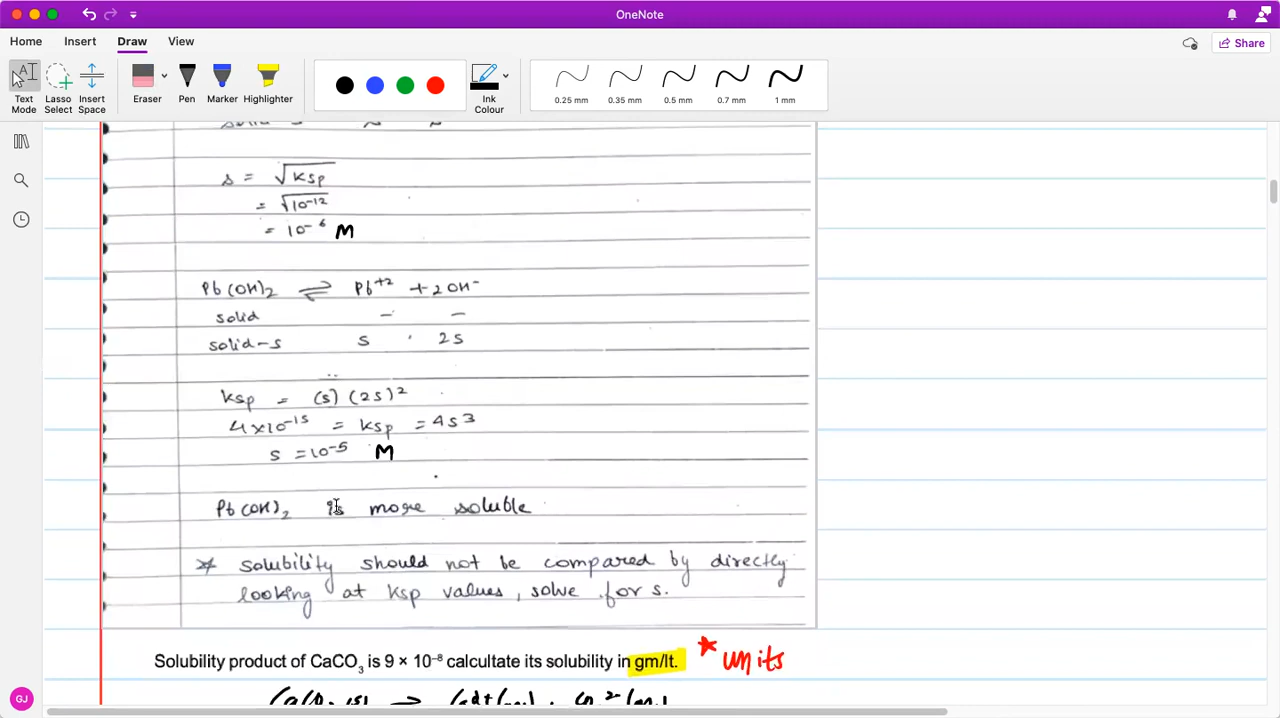 OneNote
Home Insert Draw View
Share
Text Mode
Lasso Select
Insert Space
Eraser
Pen
Marker
Highlighter
Ink Colour
0.25 mm
0.35 mm
0.5 mm
0.7 mm
1 mm
s = √Ksp
= √10⁻¹²
= 10⁻⁶ M
Pb(OH)₂ ⇌ Pb⁺² + 2OH⁻
solid - -
solid-s s 2s
Ksp = (s) (2s)²
4×10⁻¹⁵ = Ksp = 4s³
s = 10⁻⁵ M
Pb(OH)₂ is more soluble
* solubility should not be compared by directly
looking at Ksp values, solve for s.
Solubility product of CaCO₃ is 9 × 10⁻⁸ calcultate its solubility in gm/lt. * units
GJ